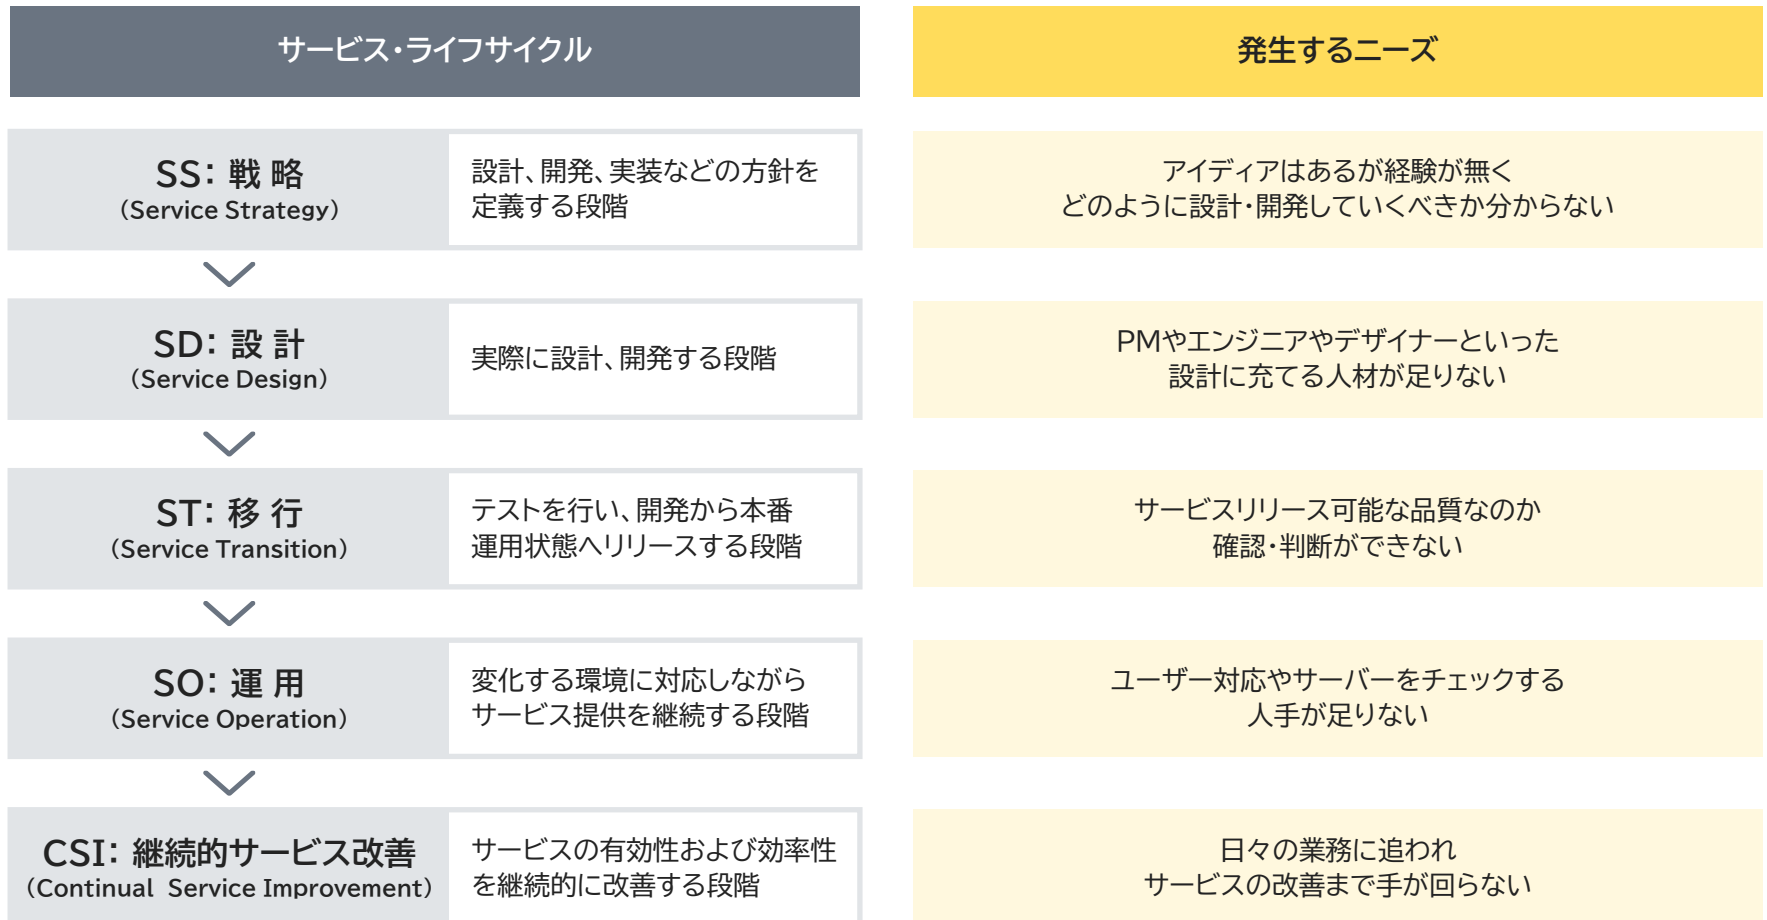 サービス・ライフサイクル
発生するニーズ
SS： 戦 略
（Service Strategy）
設計、開発、実装などの方針を
定義する段階
アイディアはあるが経験が無く
どのように設計・開発していくべきか分からない
SD： 設 計
（Service Design）
実際に設計、開発する段階
PMやエンジニアやデザイナーといった
設計に充てる人材が足りない
ST： 移 行
（Service Transition）
テストを行い、開発から本番
運用状態へリリースする段階
サービスリリース可能な品質なのか
確認・判断ができない
SO： 運 用
（Service Operation）
変化する環境に対応しながら
サービス提供を継続する段階
ユーザー対応やサーバーをチェックする
人手が足りない
CSI： 継続的サービス改善
（Continual Service Improvement）
サービスの有効性および効率性
を継続的に改善する段階
日々の業務に追われ
サービスの改善まで手が回らない